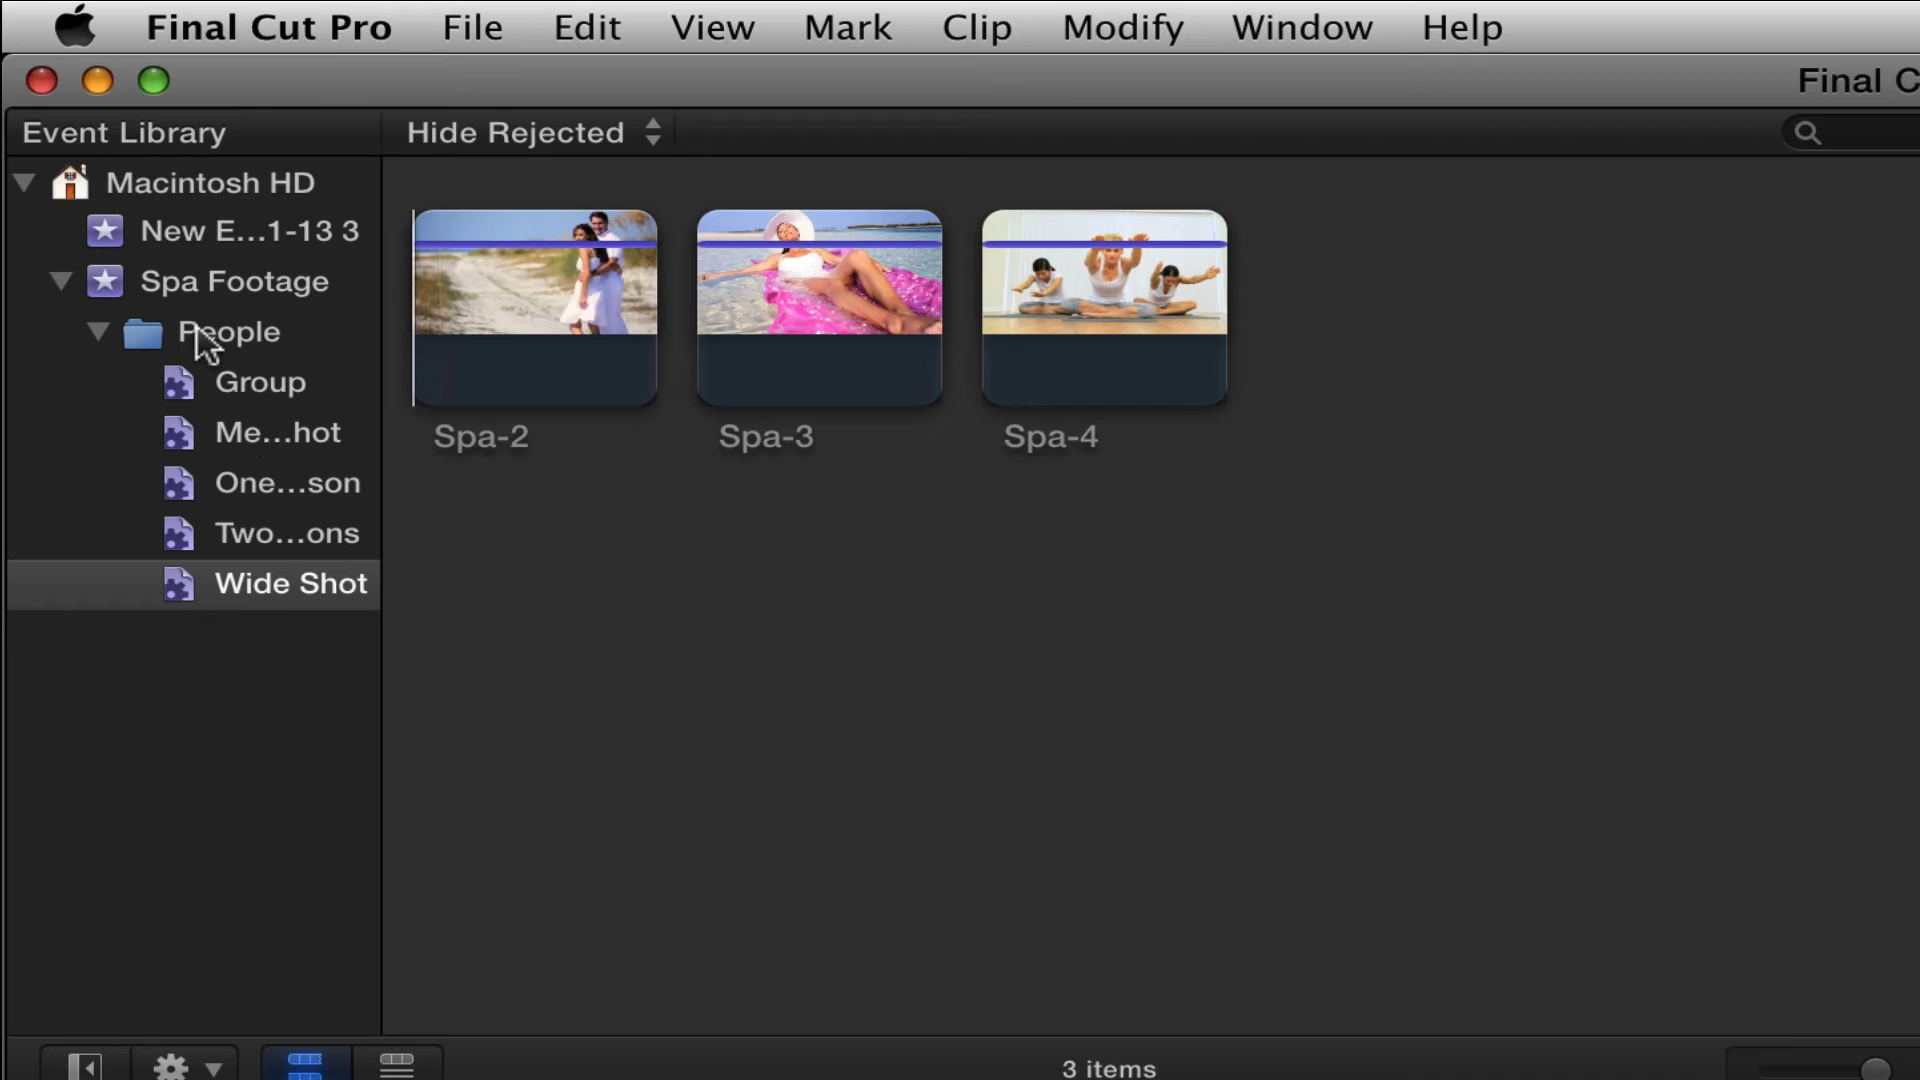 Final Cut Pro File Edit View Mark Clip Modify Window Help
Final C
Event Library
Hide Rejected
Macintosh HD
New E...1-13 3
Spa Footage
People
Group
Me...hot
One...son
Two...ons
Wide Shot
Spa-2
Spa-3
Spa-4
3 items